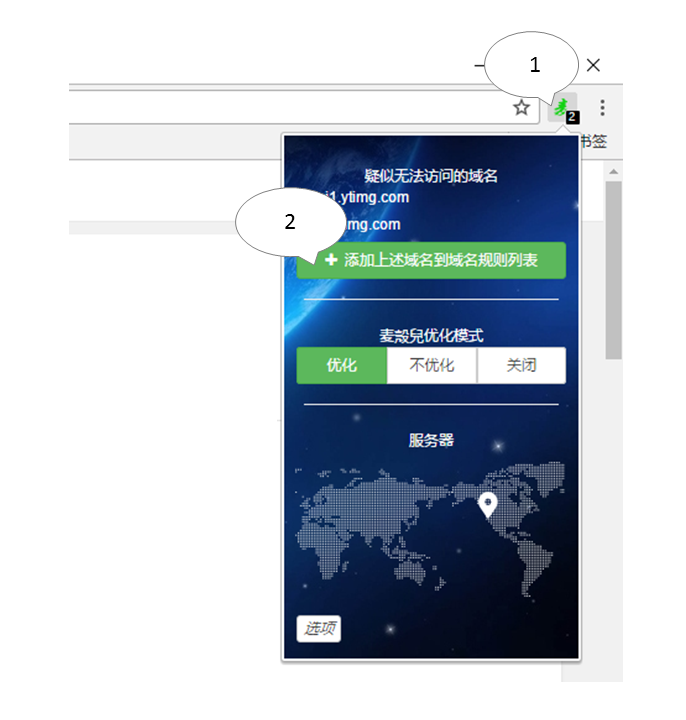 1
2
书签
疑似无法访问的域名
i1.ytimg.com
2
img.com
添加上述域名到域名规则列表
麦殼兒优化模式
优化 不优化 关闭
服务器
选项